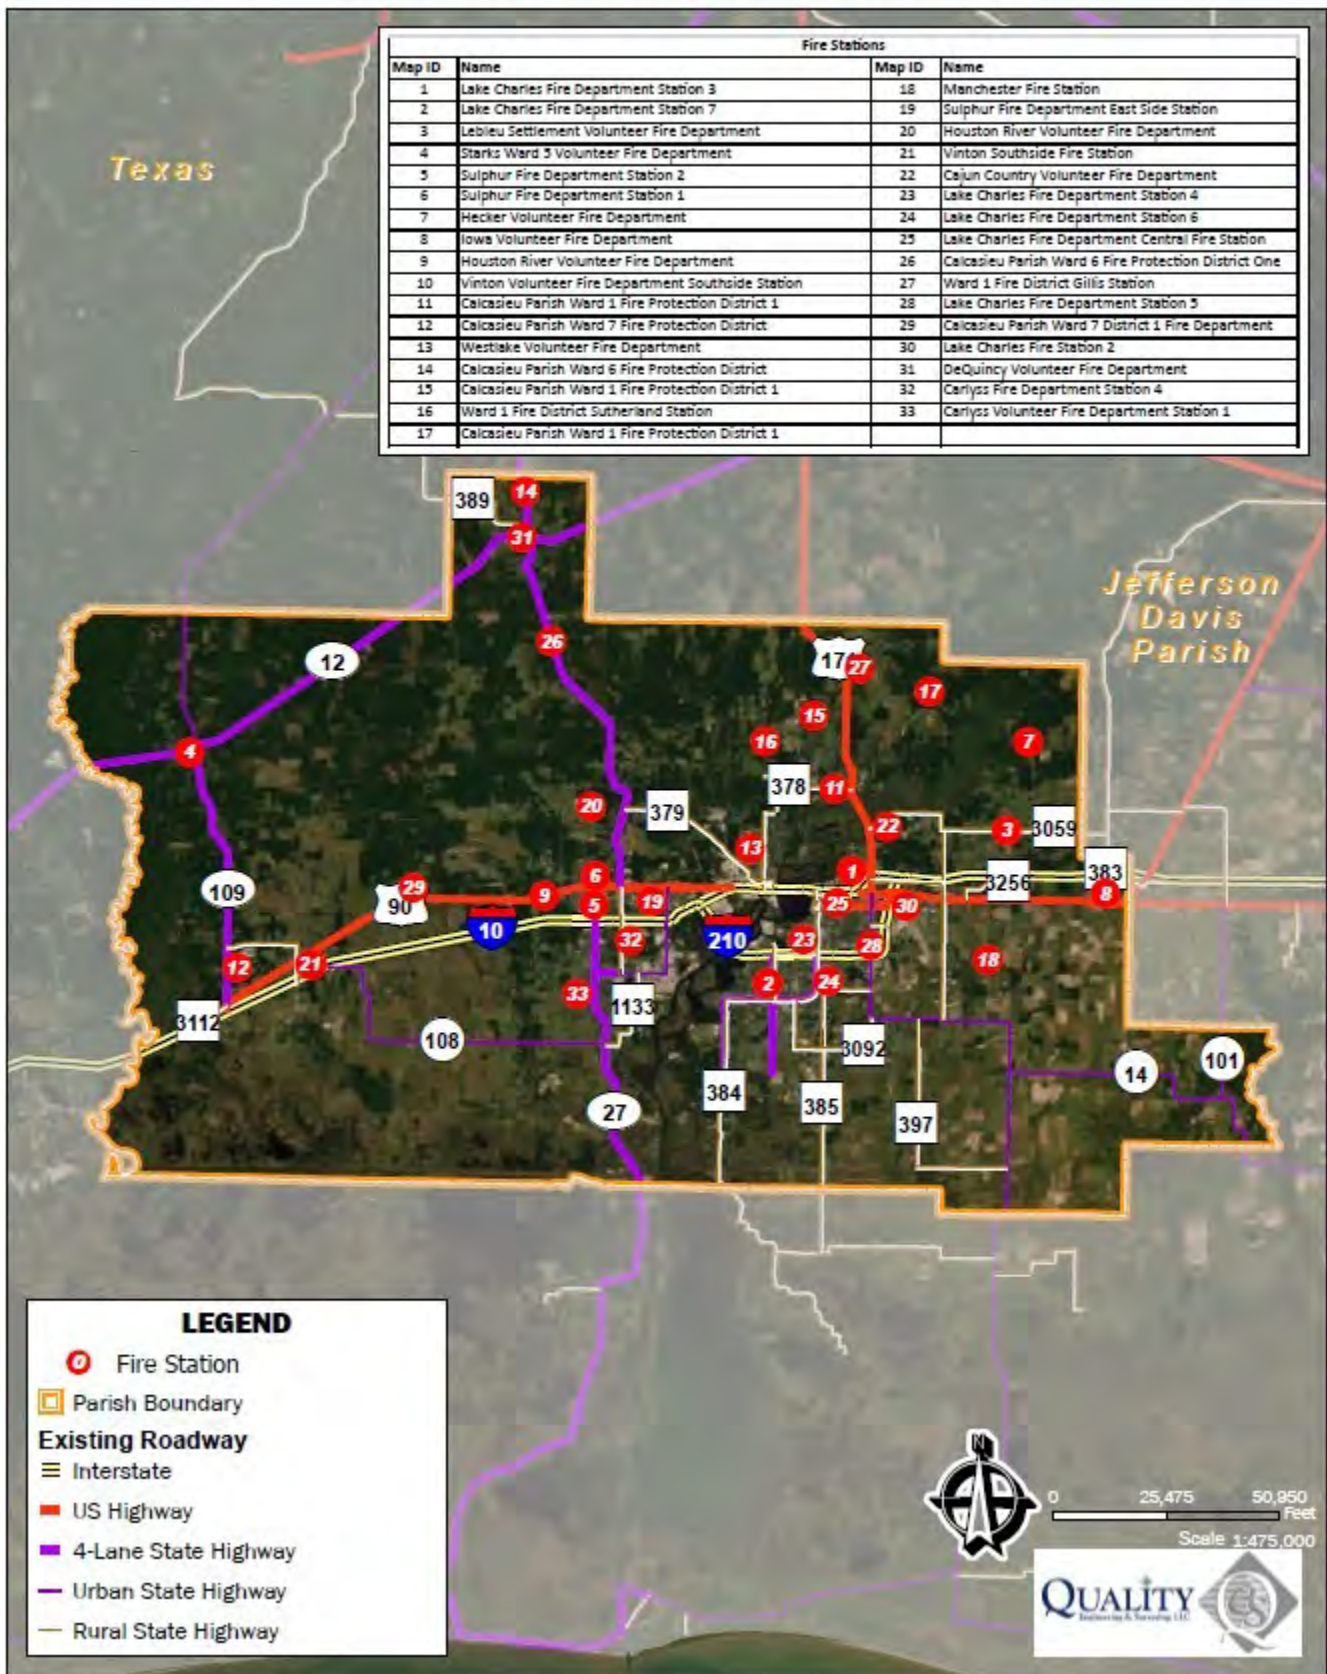 Fire Stations
Map ID Name Map ID Name
1 Lake Charles Fire Department Station 3 18 Manchester Fire Station
2 Lake Charles Fire Department Station 7 19 Sulphur Fire Department East Side Station
3 Lebleu Settlement Volunteer Fire Department 20 Houston River Volunteer Fire Department
4 Starks Ward 5 Volunteer Fire Department 21 Vinton Southside Fire Station
5 Sulphur Fire Department Station 2 22 Cajun Country Volunteer Fire Department
6 Sulphur Fire Department Station 1 23 Lake Charles Fire Department Station 4
7 Hecker Volunteer Fire Department 24 Lake Charles Fire Department Station 6
8 Iowa Volunteer Fire Department 25 Lake Charles Fire Department Central Fire Station
9 Houston River Volunteer Fire Department 26 Calcasieu Parish Ward 6 Fire Protection District One
10 Vinton Volunteer Fire Department Southside Station 27 Ward 1 Fire District Gillis Station
11 Calcasieu Parish Ward 1 Fire Protection District 1 28 Lake Charles Fire Department Station 5
12 Calcasieu Parish Ward 7 Fire Protection District 29 Calcasieu Parish Ward 7 District 1 Fire Department
13 Westlake Volunteer Fire Department 30 Lake Charles Fire Station 2
14 Calcasieu Parish Ward 6 Fire Protection District 31 DeQuincy Volunteer Fire Department
15 Calcasieu Parish Ward 1 Fire Protection District 1 32 Carlyss Fire Department Station 4
16 Ward 1 Fire District Sutherland Station 33 Carlyss Volunteer Fire Department Station 1
17 Calcasieu Parish Ward 1 Fire Protection District 1
Texas
389 14
31
Jefferson
Davis
Parish
26
12
27
17
15
16
7
4
378 11
20 379
22 3 3059
13
6 1 3256 383
109 29 9 19 8
90 5 25 30
10 32 210 23 28
12 21 18
33 2 24
3112 1133
108 3092
14 101
384 385
27 397
LEGEND
0 Fire Station
Parish Boundary
Existing Roadway
Interstate
US Highway
4-Lane State Highway
Urban State Highway
Rural State Highway
N
0 25,475 50,950
Feet
Scale 1:475,000
QUALITY
Engineering & Surveying, LLC